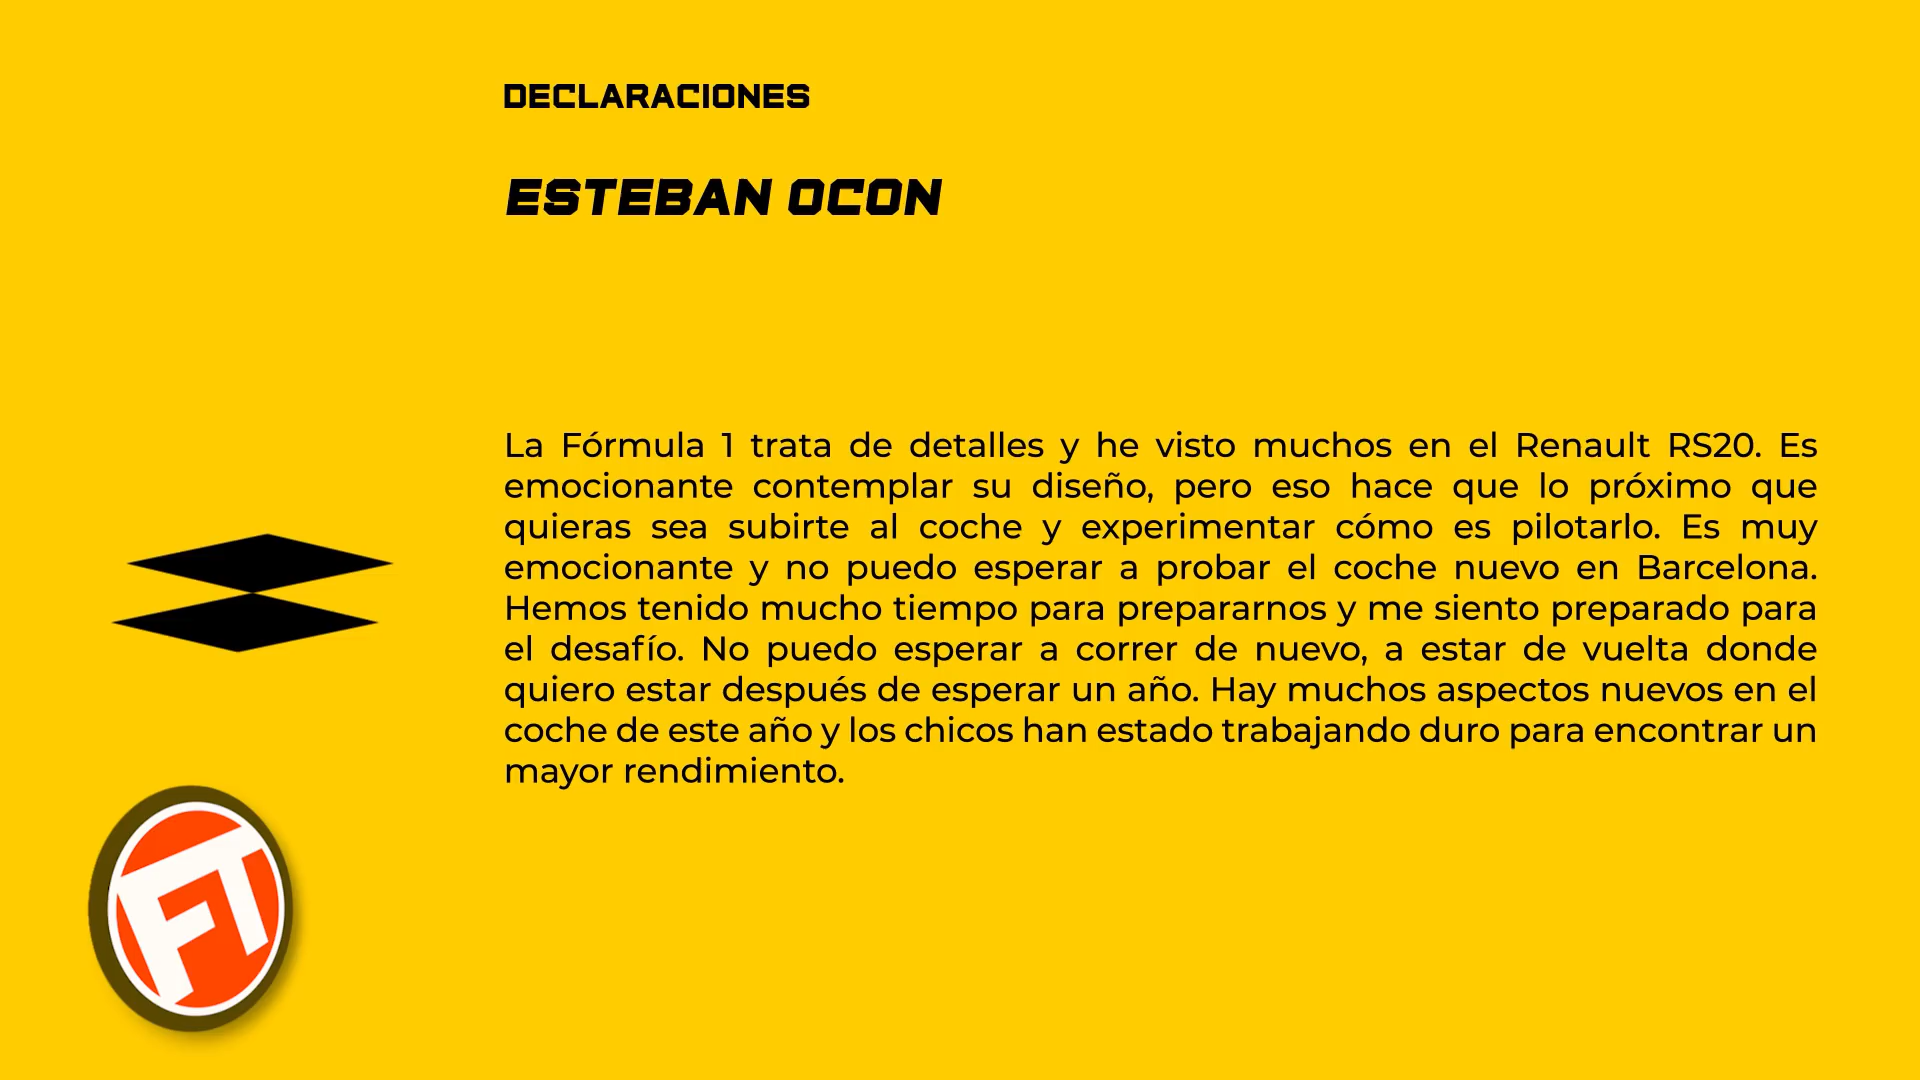 DECLARACIONES
ESTEBAN OCON
La Fórmula 1 trata de detalles y he visto muchos en el Renault RS20. Es
emocionante contemplar su diseño, pero eso hace que lo próximo que
quieras sea subirte al coche y experimentar cómo es pilotarlo. Es muy
emocionante y no puedo esperar a probar el coche nuevo en Barcelona.
Hemos tenido mucho tiempo para prepararnos y me siento preparado para
el desafío. No puedo esperar a correr de nuevo, a estar de vuelta donde
quiero estar después de esperar un año. Hay muchos aspectos nuevos en el
coche de este año y los chicos han estado trabajando duro para encontrar un
mayor rendimiento.
FT